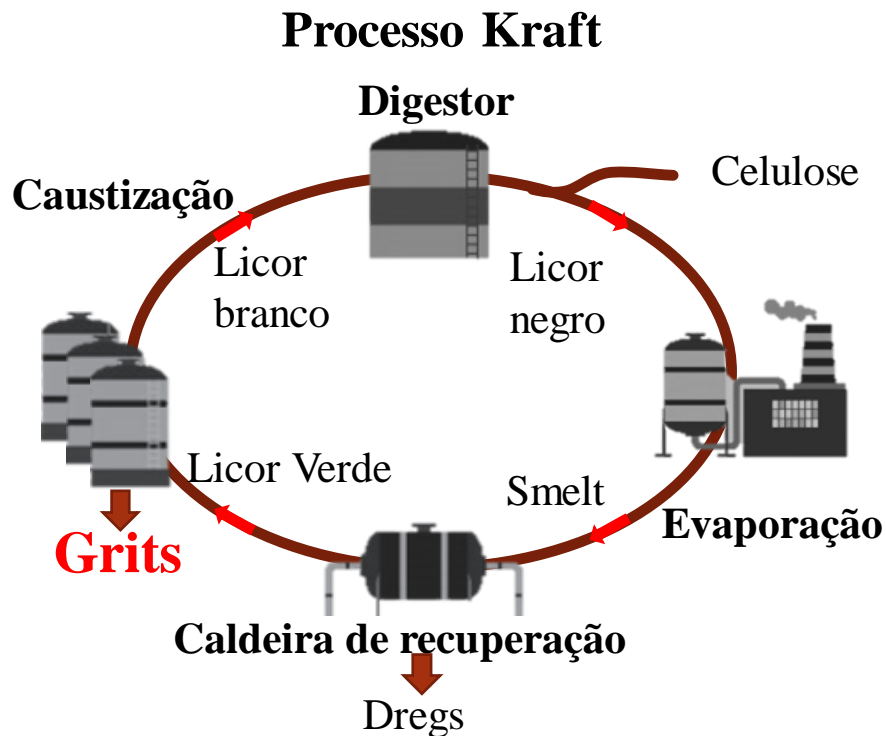 Processo Kraft
Digestor
Celulose
Caustização
Licor
branco
Licor
negro
Licor Verde
Smelt
Evaporação
Grits
Caldeira de recuperação
Dregs